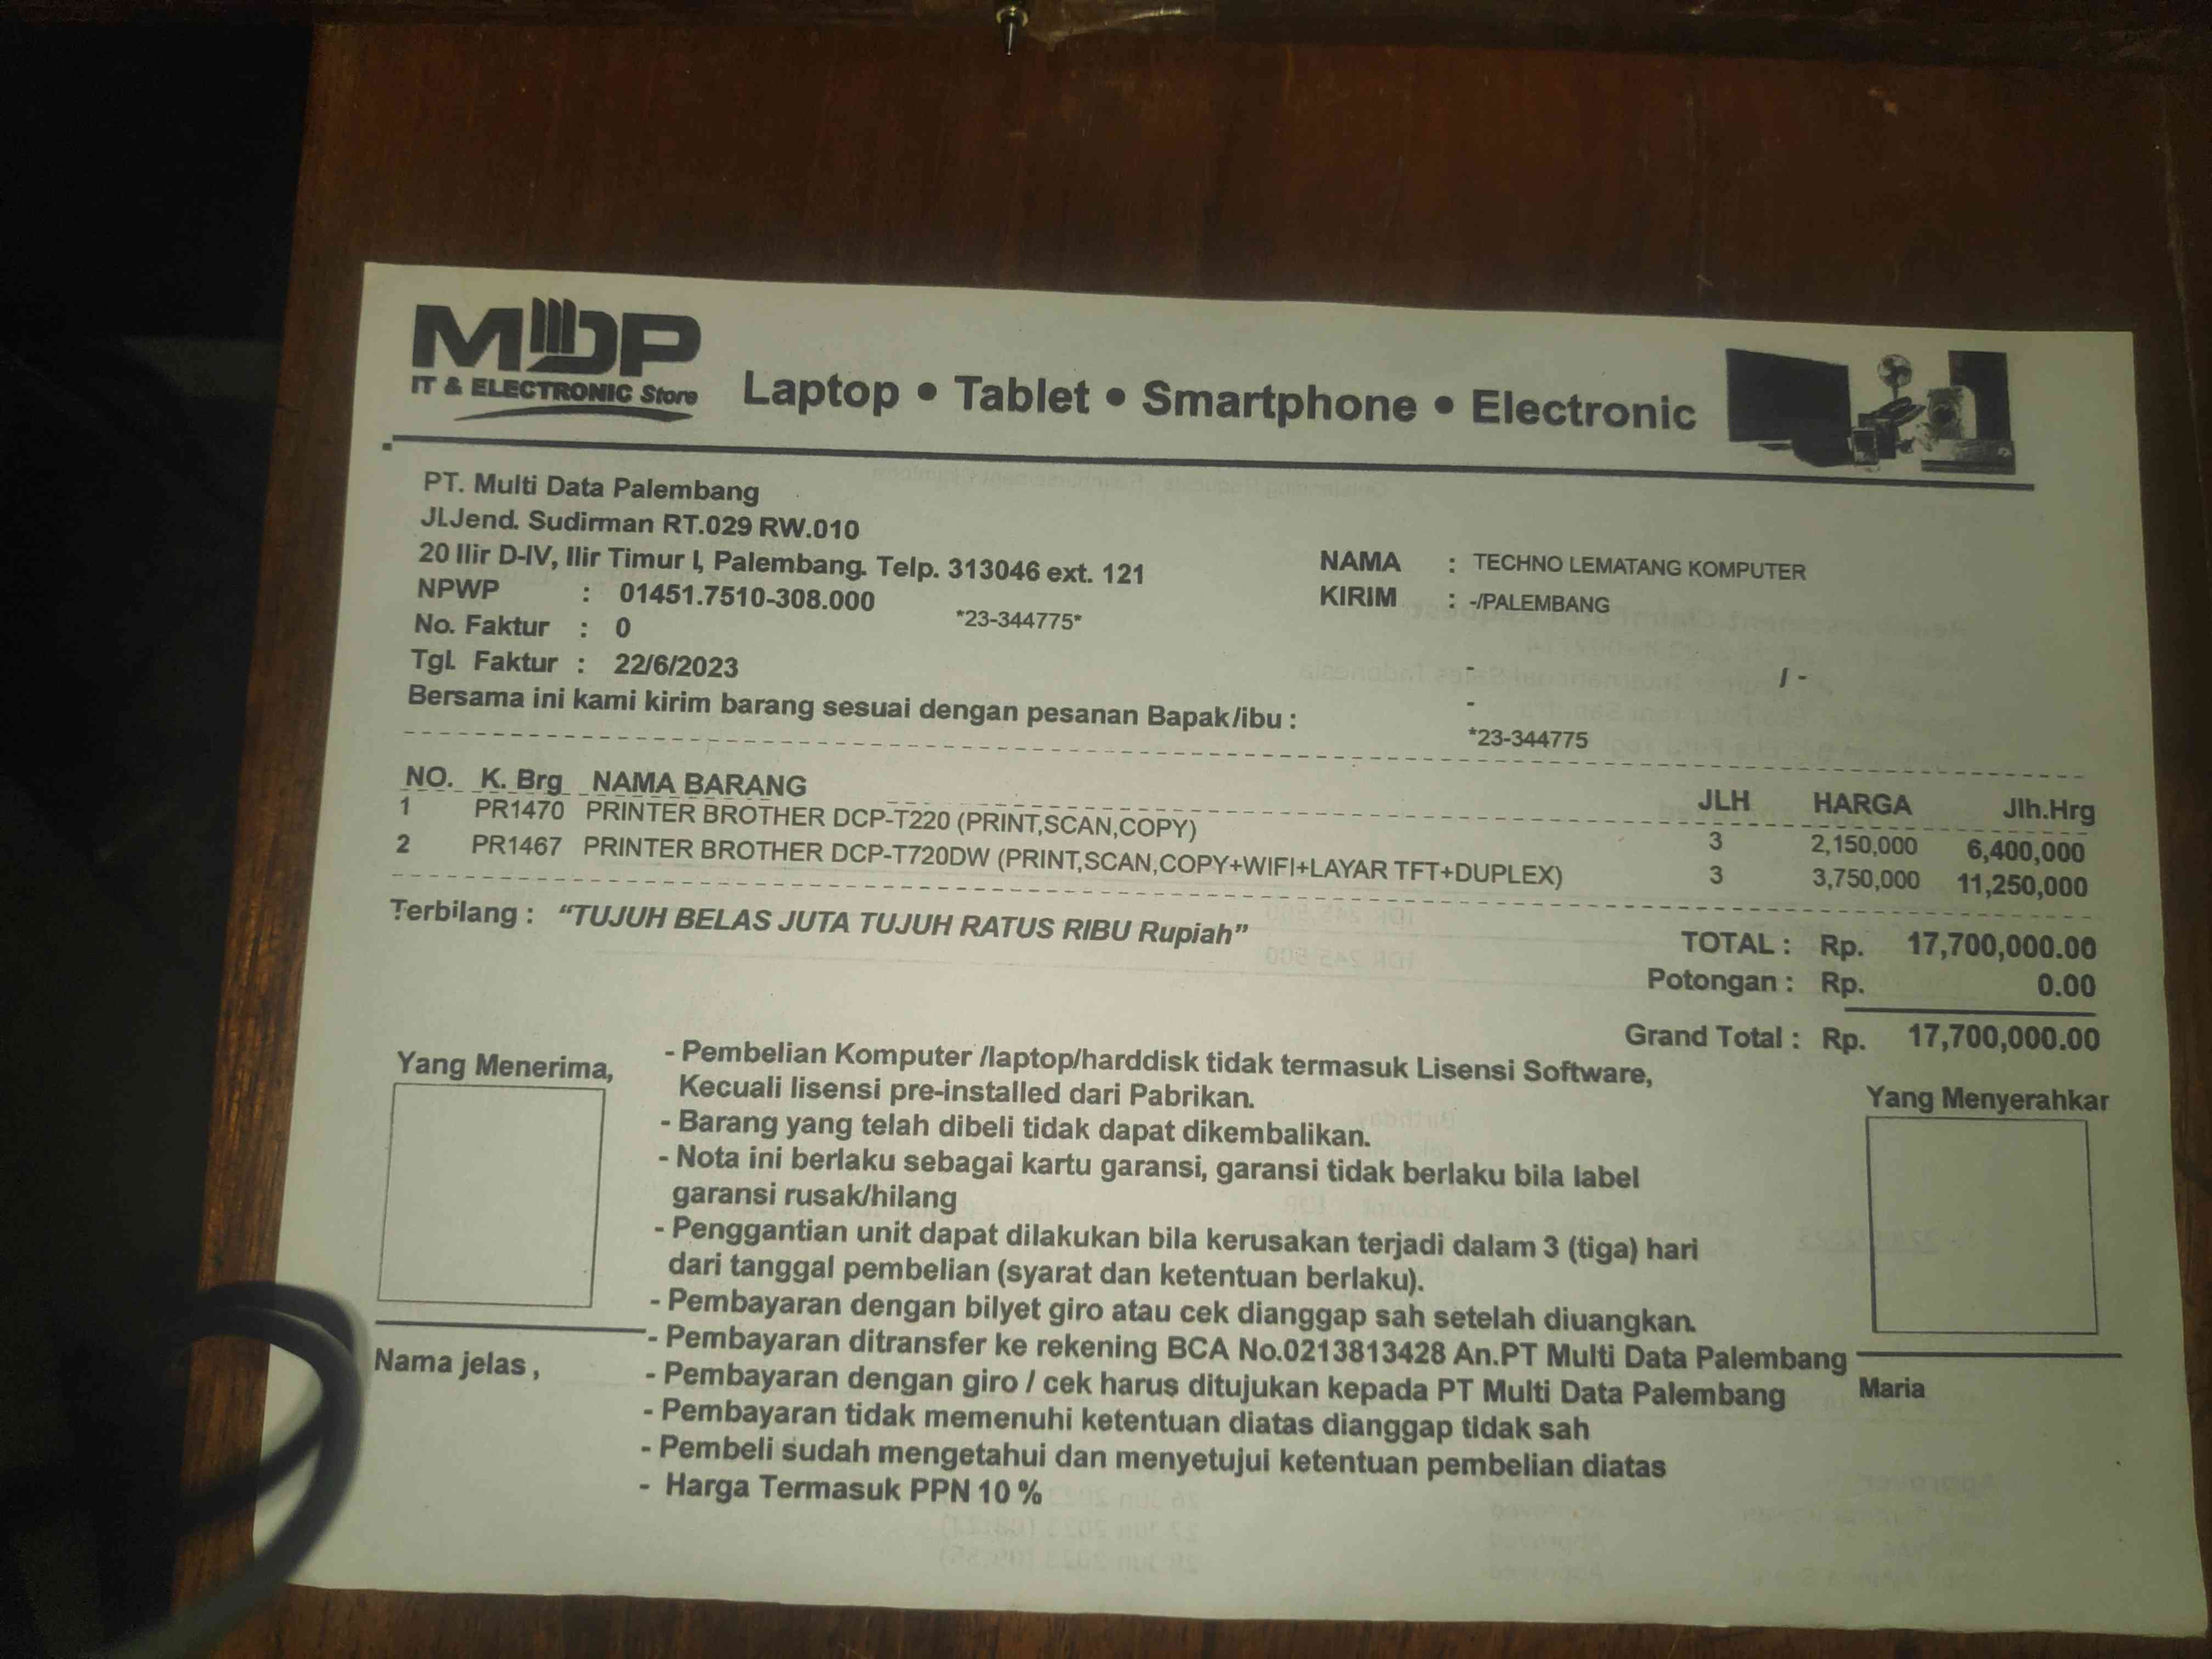 MDP
IT & ELECTRONIC Store
Laptop • Tablet • Smartphone • Electronic
PT. Multi Data Palembang
Jl.Jend. Sudirman RT.029 RW.010
20 Ilir D-IV, Ilir Timur I, Palembang. Telp. 313046 ext. 121
NPWP : 01451.7510-308.000
No. Faktur : 0 *23-344775*
Tgl. Faktur : 22/6/2023
Bersama ini kami kirim barang sesuai dengan pesanan Bapak/ibu :
NAMA : TECHNO LEMATANG KOMPUTER
KIRIM : -/PALEMBANG
- / -
-
*23-344775
NO. K. Brg NAMA BARANG JLH HARGA Jlh.Hrg
1 PR1470 PRINTER BROTHER DCP-T220 (PRINT,SCAN,COPY) 3 2,150,000 6,400,000
2 PR1467 PRINTER BROTHER DCP-T720DW (PRINT,SCAN,COPY+WIFI+LAYAR TFT+DUPLEX) 3 3,750,000 11,250,000
Terbilang : “TUJUH BELAS JUTA TUJUH RATUS RIBU Rupiah”
TOTAL : Rp. 17,700,000.00
Potongan : Rp. 0.00
Grand Total : Rp. 17,700,000.00
Yang Menerima,
- Pembelian Komputer /laptop/harddisk tidak termasuk Lisensi Software,
Kecuali lisensi pre-installed dari Pabrikan.
- Barang yang telah dibeli tidak dapat dikembalikan.
- Nota ini berlaku sebagai kartu garansi, garansi tidak berlaku bila label
garansi rusak/hilang
- Penggantian unit dapat dilakukan bila kerusakan terjadi dalam 3 (tiga) hari
dari tanggal pembelian (syarat dan ketentuan berlaku).
- Pembayaran dengan bilyet giro atau cek dianggap sah setelah diuangkan.
- Pembayaran ditransfer ke rekening BCA No.0213813428 An.PT Multi Data Palembang
- Pembayaran dengan giro / cek harus ditujukan kepada PT Multi Data Palembang
- Pembayaran tidak memenuhi ketentuan diatas dianggap tidak sah
- Pembeli sudah mengetahui dan menyetujui ketentuan pembelian diatas
- Harga Termasuk PPN 10 %
Nama jelas ,
Yang Menyerahkar
Maria